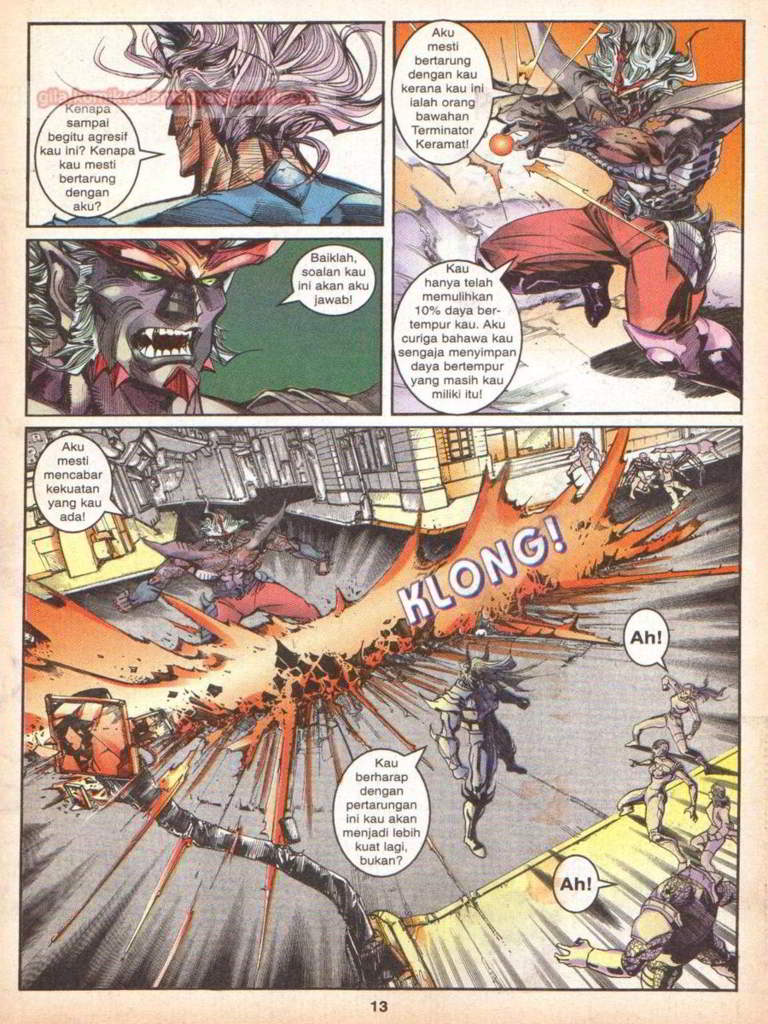 Kenapa
sampai
begitu agresif
kau ini? Kenapa
kau mesti
bertarung
dengan
aku?
Aku
mesti
bertarung
dengan kau
kerana kau ini
ialah orang
bawahan
Terminator
Keramat!
Kau
hanya telah
memulihkan
10% daya ber-
tempur kau. Aku
curiga bahawa kau
sengaja menyimpan
daya bertempur
yang masih kau
miliki itu!
Baiklah,
soalan kau
ini akan aku
jawab!
Aku
mesti
mencabar
kekuatan
yang kau
ada!
KLONG!
Ah!
Kau
berharap
dengan
pertarungan
ini kau akan
menjadi lebih
kuat lagi,
bukan?
Ah!
13